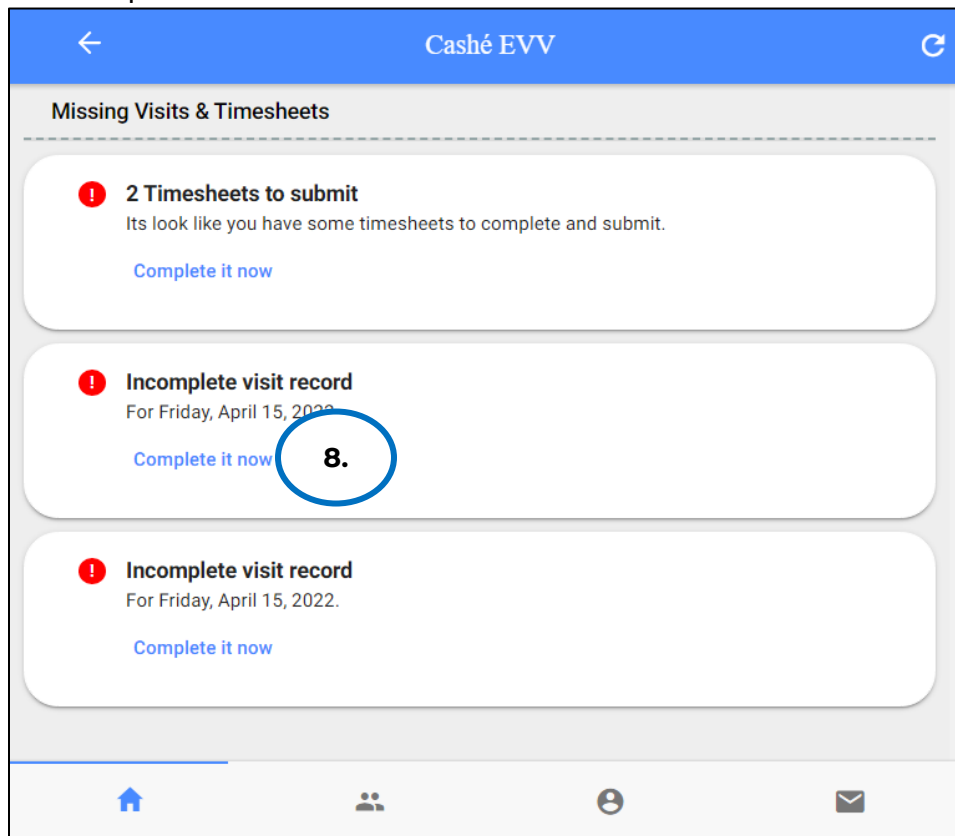 Cashé EVV
Missing Visits & Timesheets
2 Timesheets to submit
Its look like you have some timesheets to complete and submit.
Complete it now
Incomplete visit record
For Friday, April 15,
Complete it now
8.
Incomplete visit record
For Friday, April 15, 2022.
Complete it now